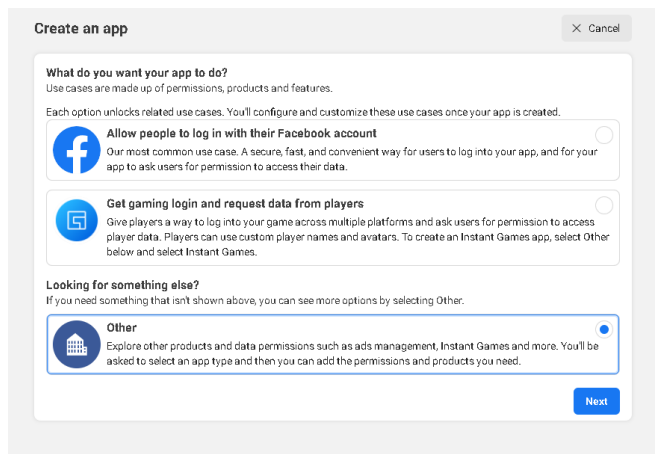 Create an app
Cancel
What do you want your app to do?
Use cases are made up of permissions, products and features.
Each option unlocks related use cases. You'll configure and customize these use cases once your app is created.
Allow people to log in with their Facebook account
Our most common use case. A secure, fast, and convenient way for users to log into your app, and for your
app to ask users for permission to access their data.
Get gaming login and request data from players
Give players a way to log into your game across multiple platforms and ask users for permission to access
player data. Players can use custom player names and avatars. To create an Instant Games app, select Other
below and select Instant Games.
Looking for something else?
If you need something that isn't shown above, you can see more options by selecting Other.
Other
Explore other products and data permissions such as ads management, Instant Games and more. You'll be
asked to select an app type and then you can add the permissions and products you need.
Next